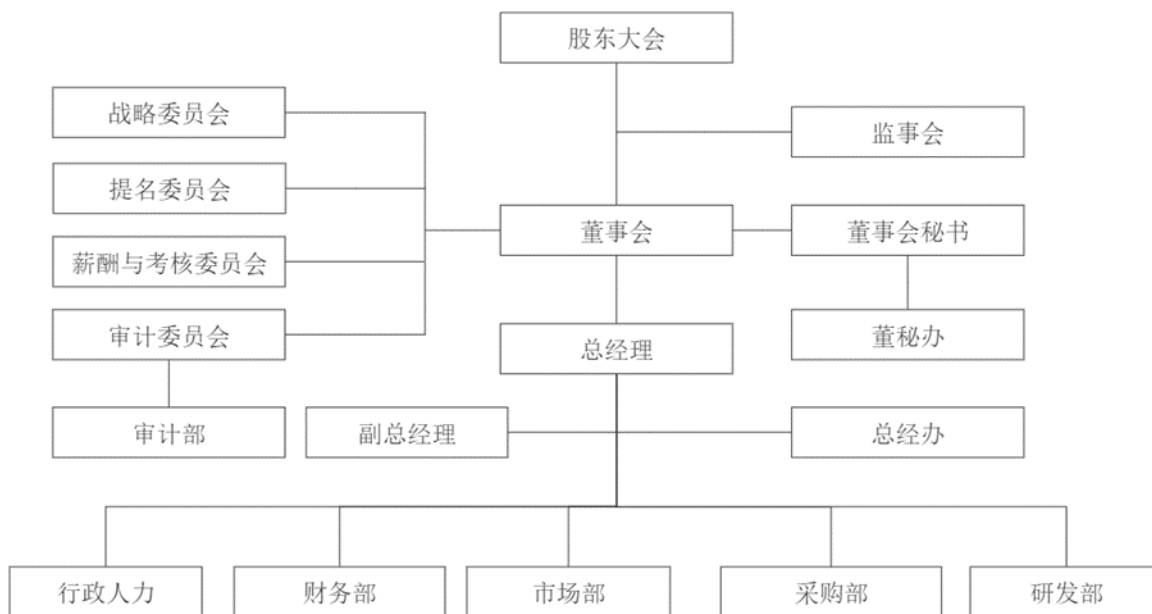 股东大会
战略委员会
监事会
提名委员会
董事会
董事会秘书
薪酬与考核委员会
审计委员会
总经理
董秘办
审计部
副总经理
总经办
行政人力
财务部
市场部
采购部
研发部